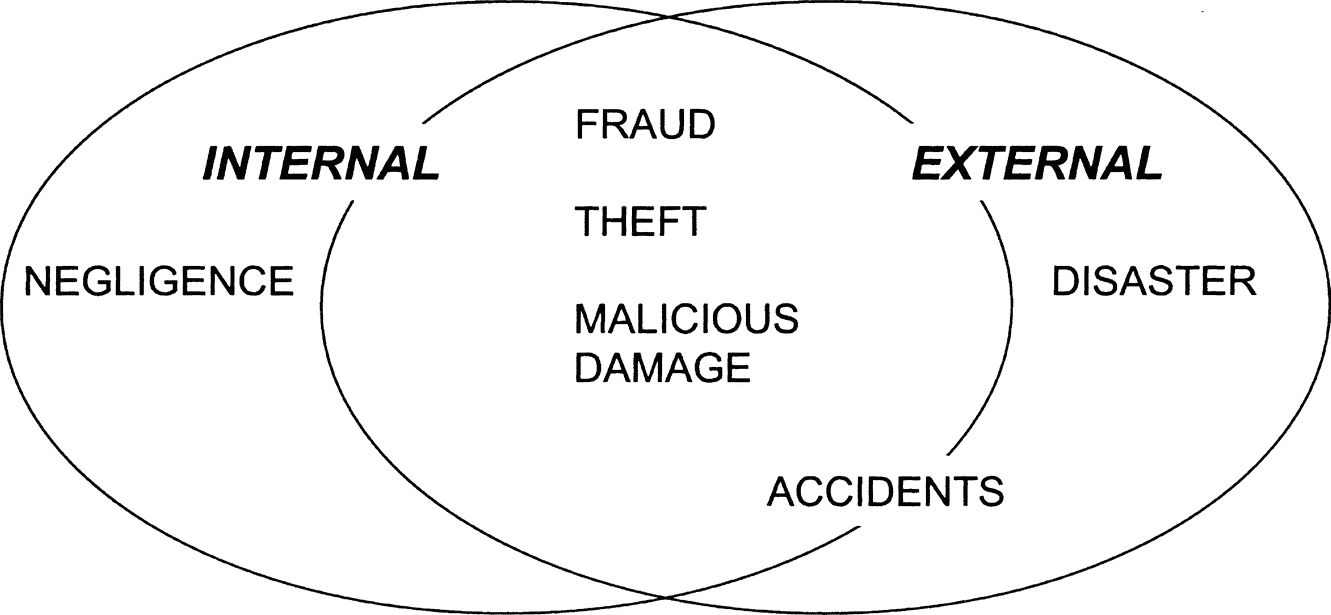 FRAUD
INTERNAL
EXTERNAL
THEFT
NEGLIGENCE
DISASTER
MALICIOUS
DAMAGE
ACCIDENTS